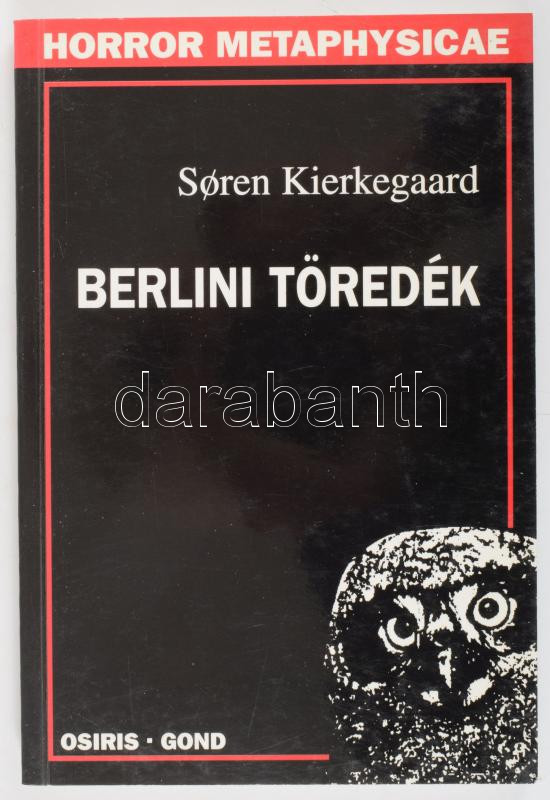 HORROR METAPHYSICAE
Søren Kierkegaard
BERLINI TÖREDÉK
darabanth
OSIRIS · GOND